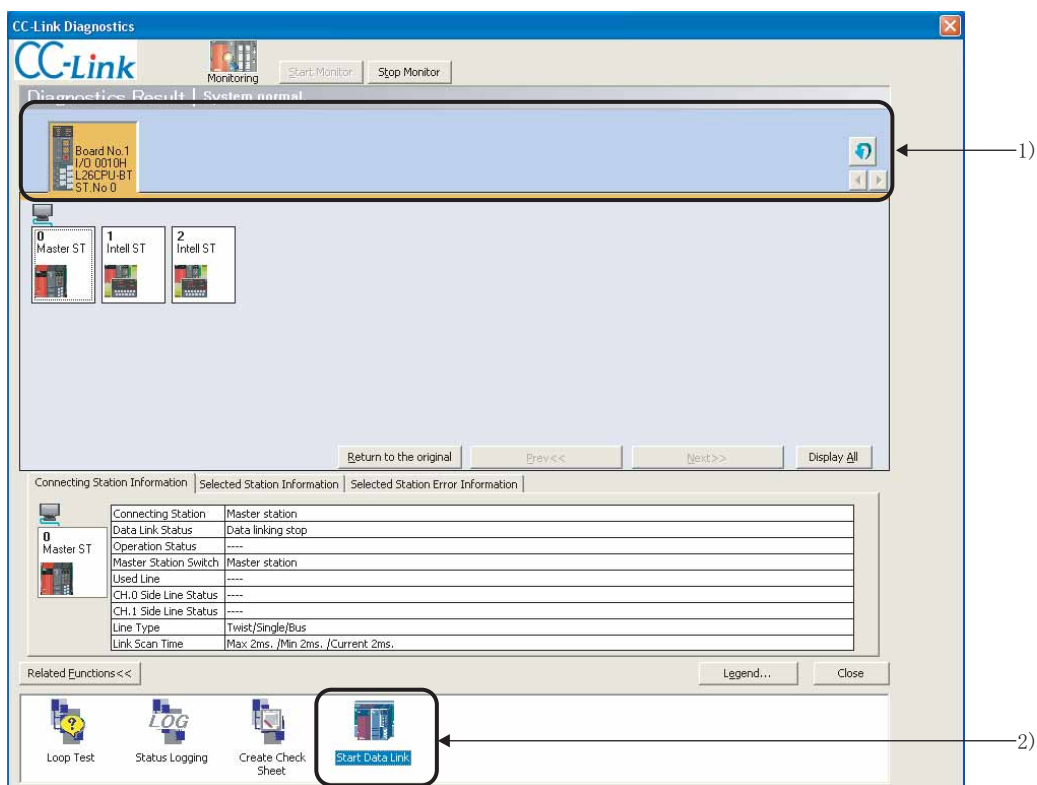 CC-Link Diagnostics
CC-Link
Monitoring
Start Monitor
Stop Monitor
Diagnostics Result | System normal
Board No.1
I/O 0010H
L26CPU-BT
ST.No 0
1)
0
Master ST
1
Intell ST
2
Intell ST
Return to the original
Prev<<
Next>>
Display All
Connecting Station Information
Selected Station Information
Selected Station Error Information
0
Master ST
Connecting Station Master station
Data Link Status Data linking stop
Operation Status ----
Master Station Switch Master station
Used Line ----
CH.0 Side Line Status ----
CH.1 Side Line Status ----
Line Type Twist/Single/Bus
Link Scan Time Max 2ms. /Min 2ms. /Current 2ms.
Related Functions<<
Legend...
Close
Loop Test
LOG
Status Logging
Create Check
Sheet
Start Data Link
2)